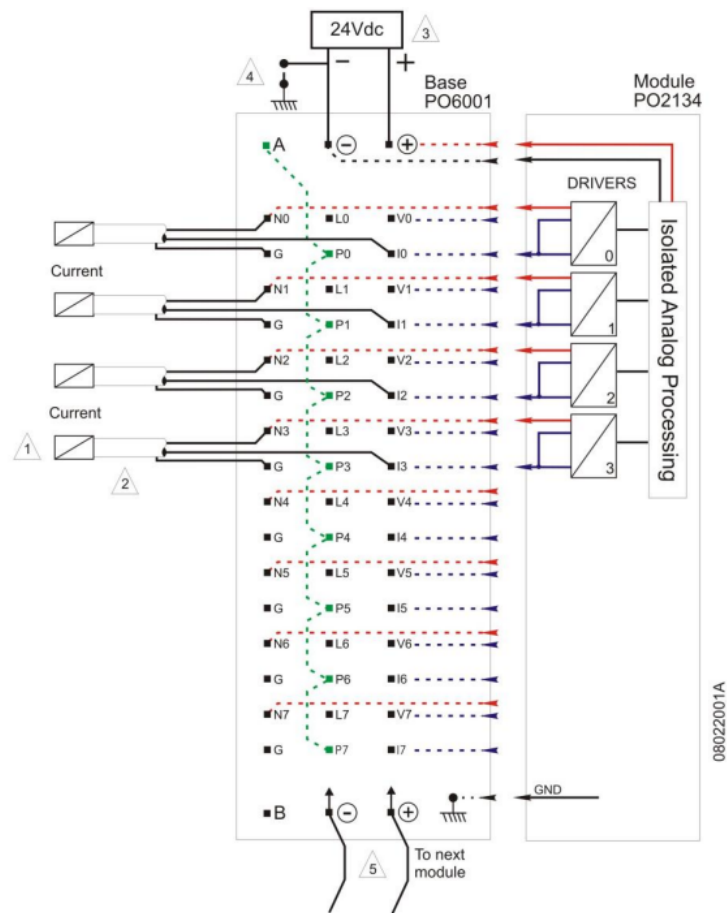 24Vdc
3
4
− +
Base
PO6001
Module
PO2134
A − +
DRIVERS
N0 L0 V0
G P0 I0
0
Current
N1 L1 V1
G P1 I1
1
N2 L2 V2
G P2 I2
2
Current
N3 L3 V3
1
G P3 I3
3
2
Isolated Analog Processing
N4 L4 V4
G P4 I4
N5 L5 V5
G P5 I5
N6 L6 V6
G P6 I6
N7 L7 V7
G P7 I7
08022001A
GND
B − +
5
To next
module